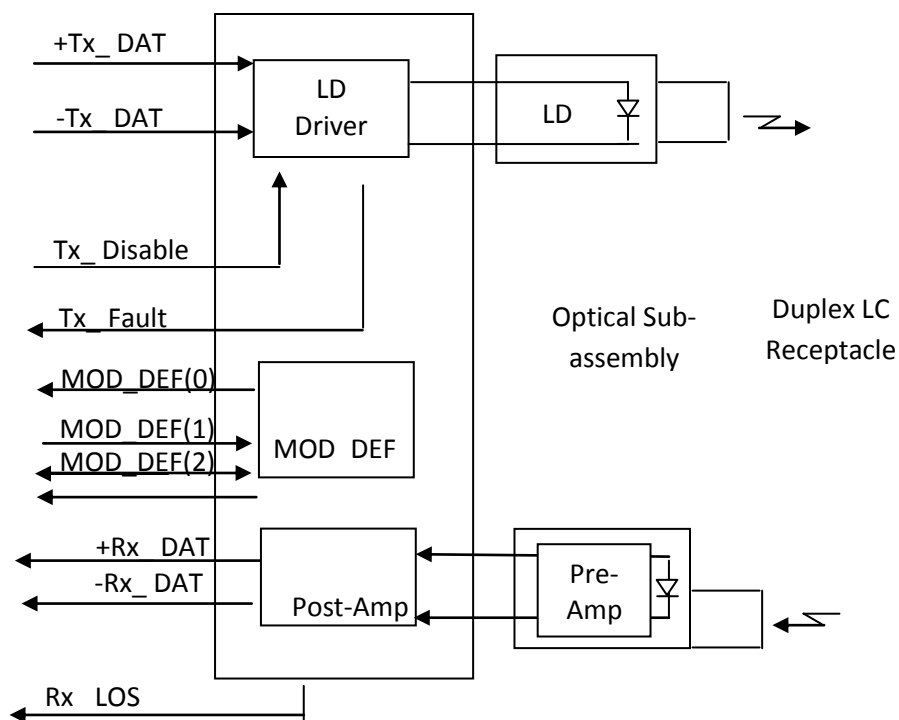 +Tx_ DAT
LD
Driver
-Tx_ DAT
LD
Tx_ Disable
Tx_ Fault
Optical Sub-
assembly
Duplex LC
Receptacle
MOD_DEF(0)
MOD_DEF(1)
MOD_DEF(2)
MOD DEF
+Rx DAT
-Rx_ DAT
Post-Amp
Pre-
Amp
Rx LOS